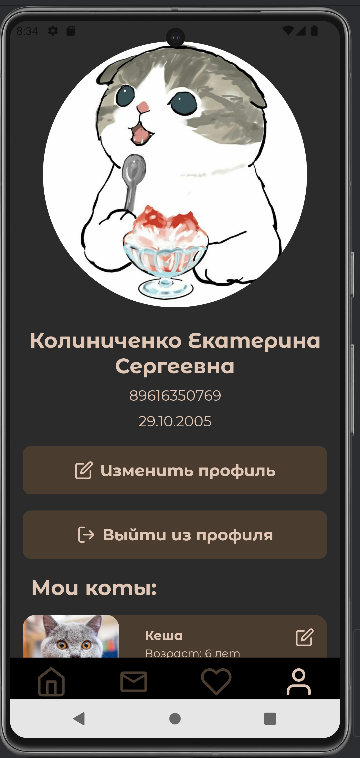 8:34
Колиниченко Екатерина
Сергеевна
89616350769
29.10.2005
Изменить профиль
Выйти из профиля
Мои коты:
Кеша
Возраст: 6 лет